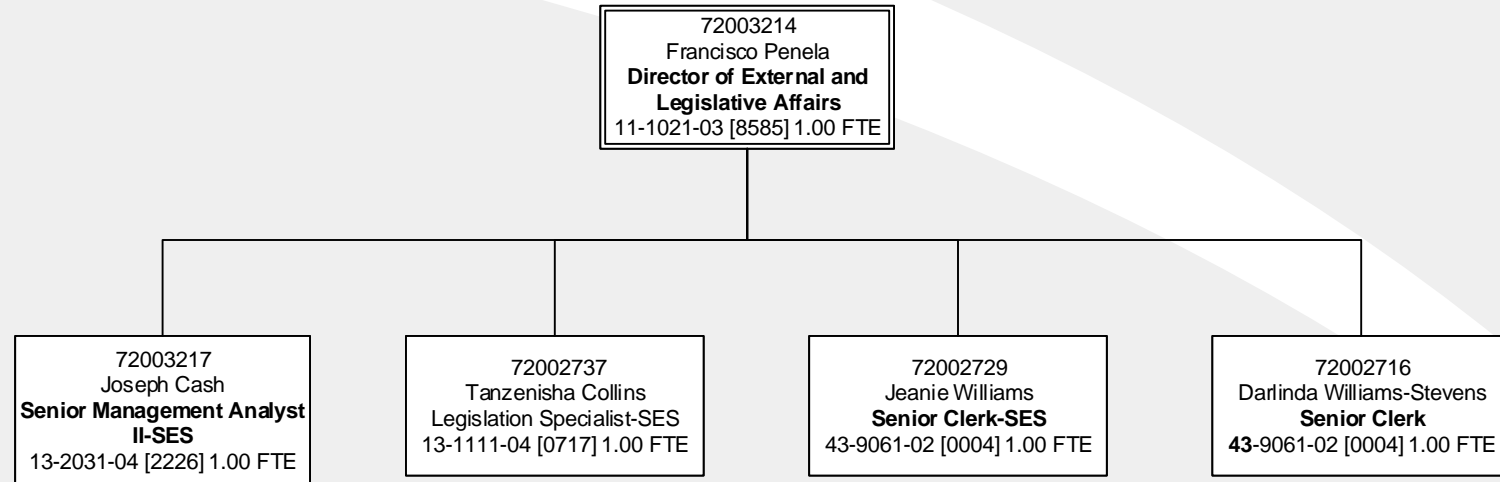 72003214
Francisco Penela
Director of External and
Legislative Affairs
11-1021-03 [8585] 1.00 FTE
72003217
Joseph Cash
Senior Management Analyst
II-SES
13-2031-04 [2226] 1.00 FTE
72002737
Tanzenisha Collins
Legislation Specialist-SES
13-1111-04 [0717] 1.00 FTE
72002729
Jeanie Williams
Senior Clerk-SES
43-9061-02 [0004] 1.00 FTE
72002716
Darlinda Williams-Stevens
Senior Clerk
43-9061-02 [0004] 1.00 FTE